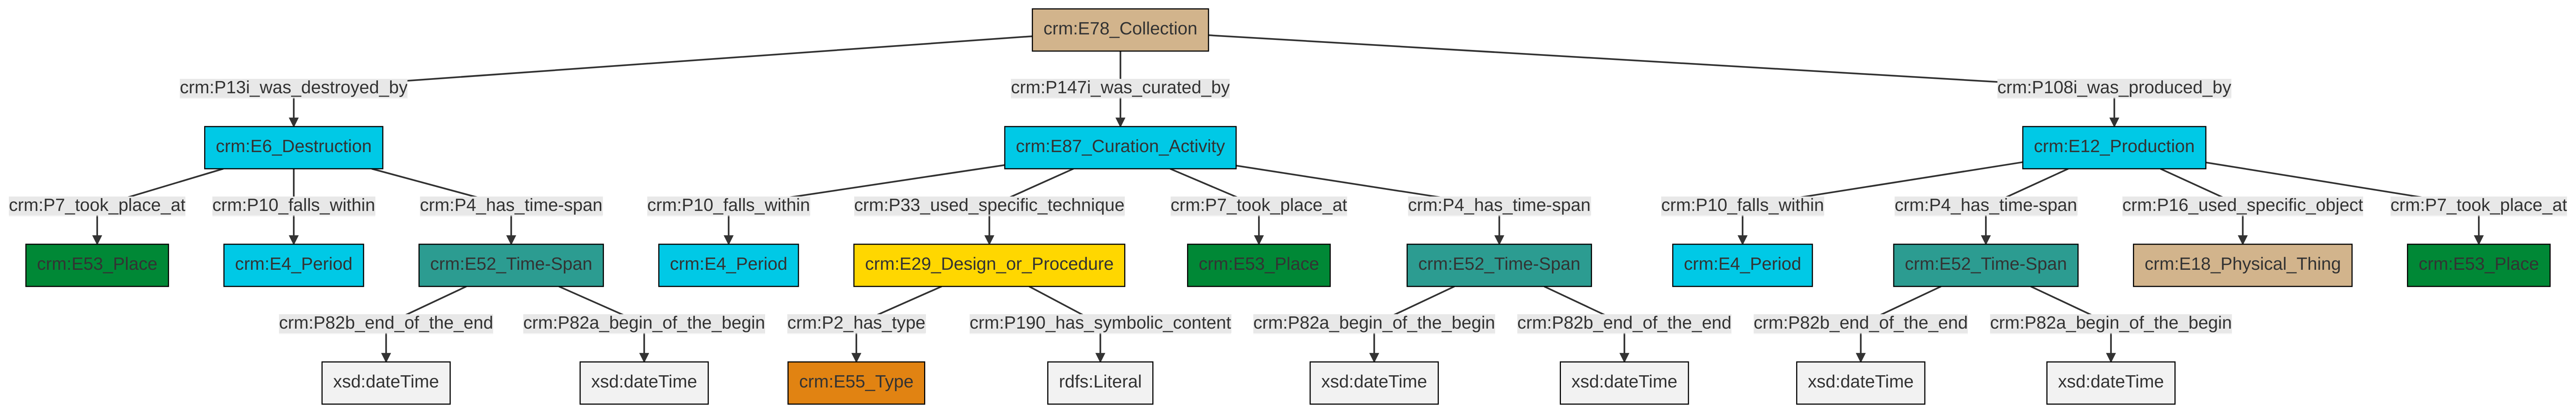 crm:E78_Collection
crm:P13i_was_destroyed_by
crm:P147i_was_curated_by
crm:P108i_was_produced_by
crm:E6_Destruction
crm:E87_Curation_Activity
crm:E12_Production
crm:P7_took_place_at
crm:P10_falls_within
crm:P4_has_time-span
crm:P10_falls_within
crm:P33_used_specific_technique
crm:P7_took_place_at
crm:P4_has_time-span
crm:P10_falls_within
crm:P4_has_time-span
crm:P16_used_specific_object
crm:P7_took_place_at
crm:E53_Place
crm:E4_Period
crm:E52_Time-Span
crm:E4_Period
crm:E29_Design_or_Procedure
crm:E53_Place
crm:E52_Time-Span
crm:E4_Period
crm:E52_Time-Span
crm:E18_Physical_Thing
crm:E53_Place
crm:P82b_end_of_the_end
crm:P82a_begin_of_the_begin
crm:P2_has_type
crm:P190_has_symbolic_content
crm:P82a_begin_of_the_begin
crm:P82b_end_of_the_end
crm:P82b_end_of_the_end
crm:P82a_begin_of_the_begin
xsd:dateTime
xsd:dateTime
crm:E55_Type
rdfs:Literal
xsd:dateTime
xsd:dateTime
xsd:dateTime
xsd:dateTime